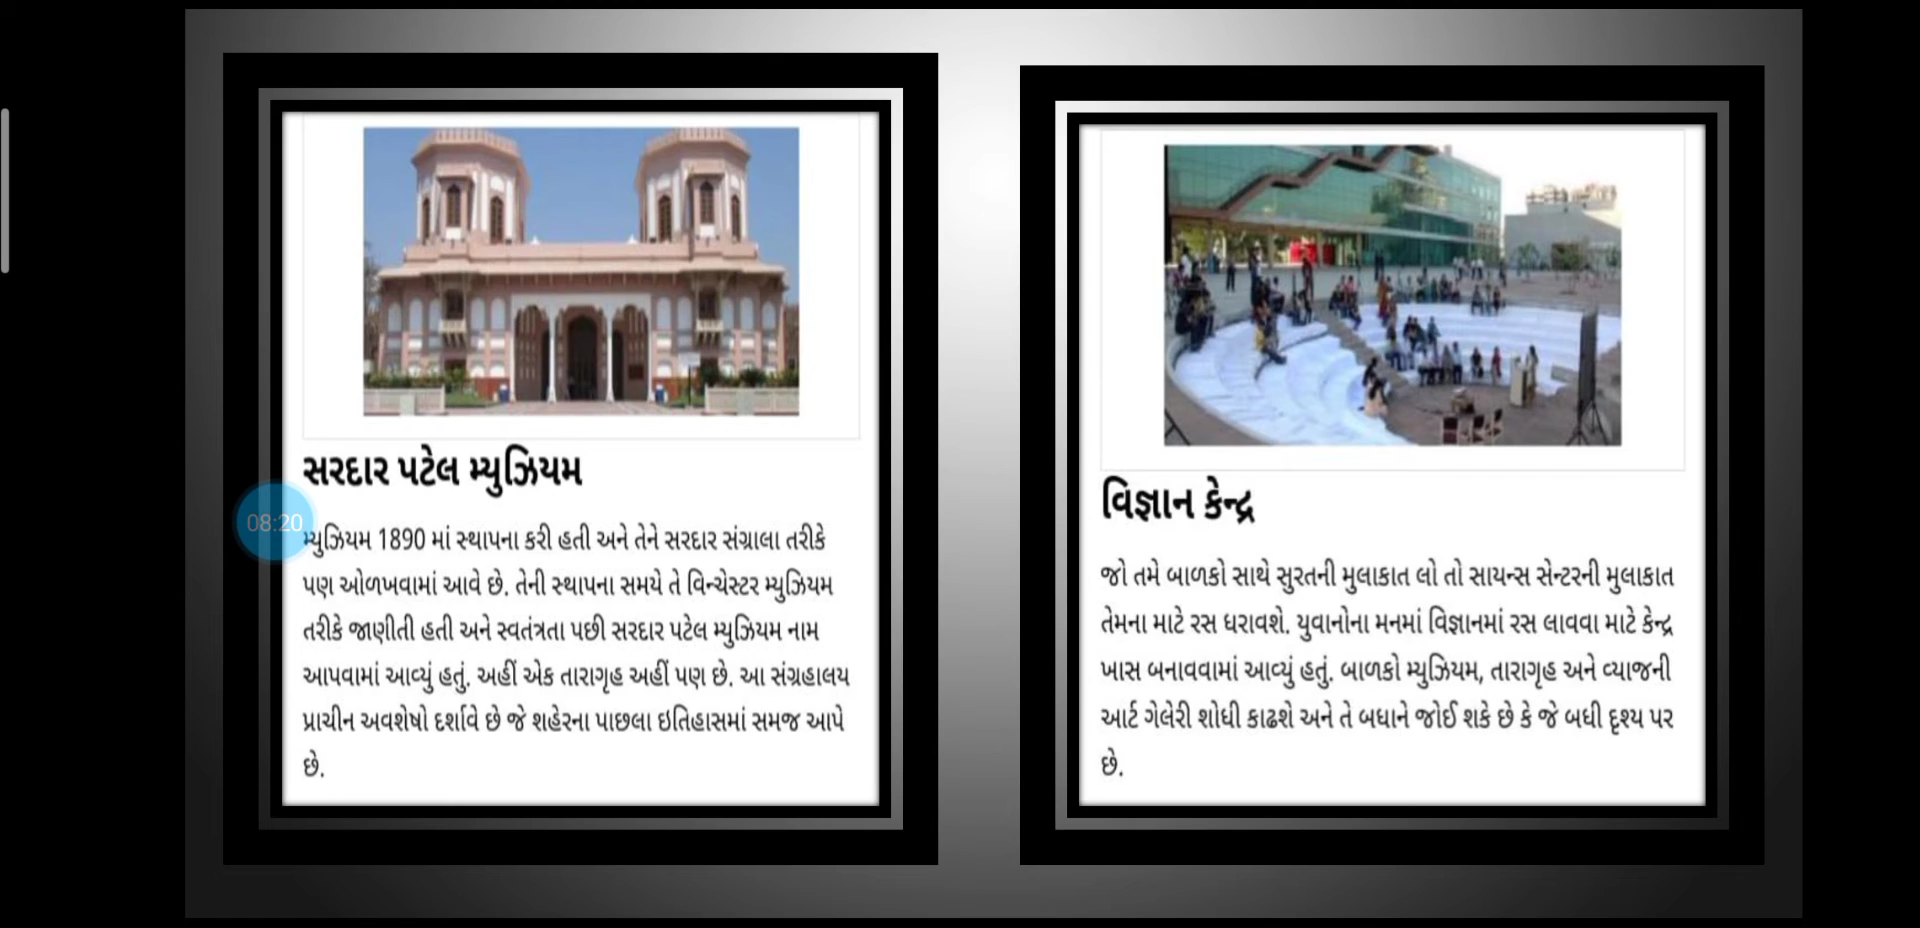 સરદાર પટેલ મ્યુઝિયમ
મ્યુઝિયમ 1890 માં સ્થાપના કરી હતી અને તેને સરદાર સંગ્રાલા તરીકે
પણ ઓળખવામાં આવે છે. તેની સ્થાપના સમયે તે વિન્ચેસ્ટર મ્યુઝિયમ
તરીકે જાણીતી હતી અને સ્વતંત્રતા પછી સરદાર પટેલ મ્યુઝિયમ નામ
આપવામાં આવ્યું હતું. અહીં એક તારાગૃહ અહીં પણ છે. આ સંગ્રહાલય
પ્રાચીન અવશેષો દર્શાવે છે જે શહેરના પાછલા ઇતિહાસમાં સમજ આપે
છે.
08:20
વિજ્ઞાન કેન્દ્ર
જો તમે બાળકો સાથે સુરતની મુલાકાત લો તો સાયન્સ સેન્ટરની મુલાકાત
તેમના માટે રસ ધરાવશે. યુવાનોના મનમાં વિજ્ઞાનમાં રસ લાવવા માટે કેન્દ્ર
ખાસ બનાવવામાં આવ્યું હતું. બાળકો મ્યુઝિયમ, તારાગૃહ અને વ્યાજની
આર્ટ ગેલેરી શોધી કાઢશે અને તે બધાને જોઈ શકે છે કે જે બધી દૃશ્ય પર
છે.